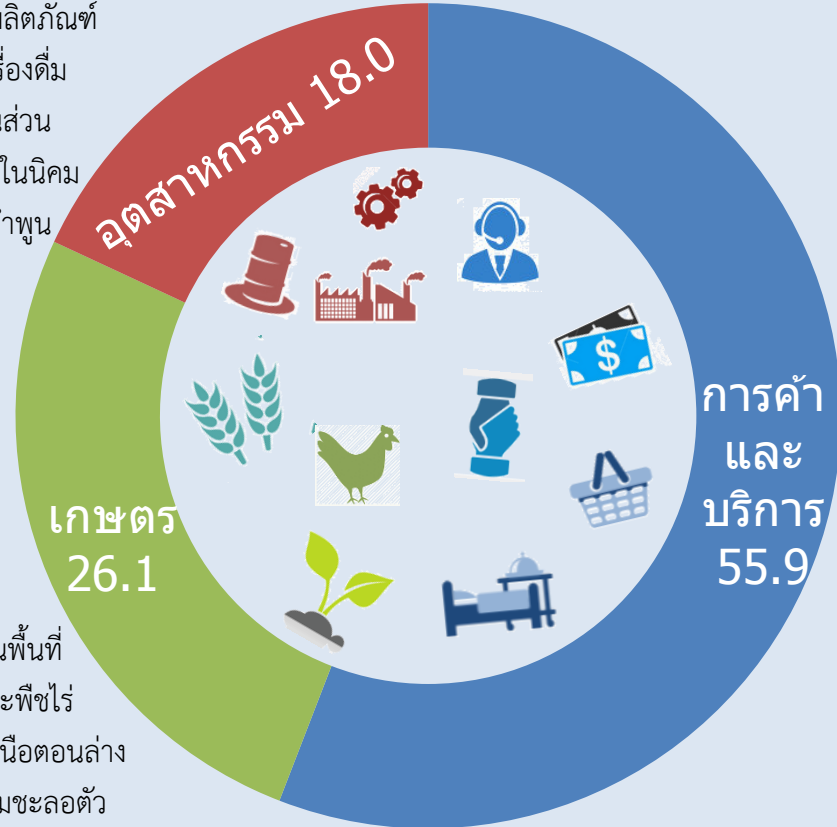 ลิตภัณฑ์
รื่องดื่ม
ส่วน
ในนิคม
ำพูน
อุตสาหกรรม 18.0
การค้า
และ
บริการ
55.9
$
เกษตร
26.1
นพื้นที่
ะพืชไร่
นือตอนล่าง
มชะลอตัว